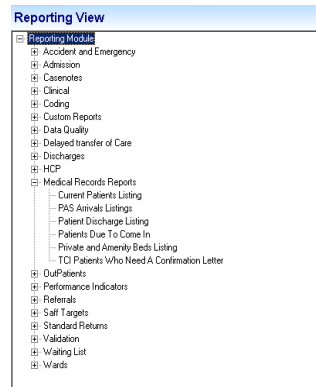 Reporting View
Reporting Module
Accident and Emergency
Admission
Casenotes
Clinical
Coding
Custom Reports
Data Quality
Delayed transfer of Care
Discharges
HCP
Medical Records Reports
Current Patients Listing
PAS Arrivals Listings
Patient Discharge Listing
Patients Due To Come In
Private and Amenity Beds Listing
TCI Patients Who Need A Confirmation Letter
OutPatients
Performance Indicators
Referrals
Saff Targets
Standard Returns
Validation
Waiting List
Wards